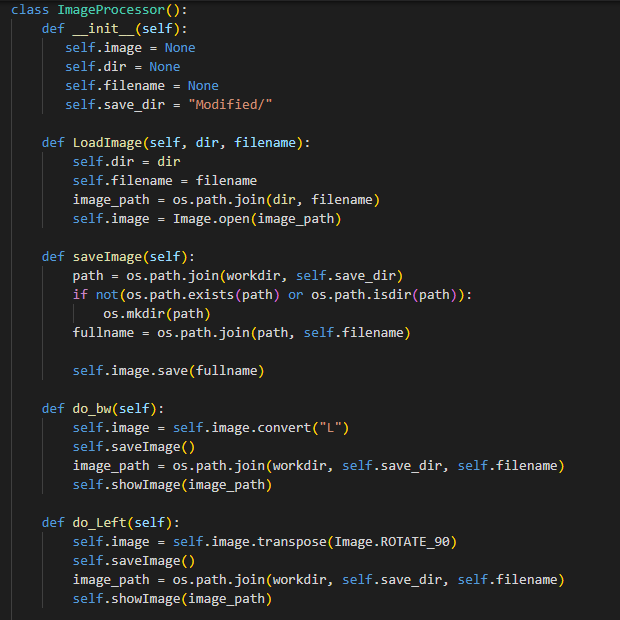 class ImageProcessor():
    def __init__(self):
       self.image = None
       self.dir = None
       self.filename = None
       self.save_dir = "Modified/"

    def LoadImage(self, dir, filename):
        self.dir = dir
        self.filename = filename
        image_path = os.path.join(dir, filename)
        self.image = Image.open(image_path)

    def saveImage(self):
        path = os.path.join(workdir, self.save_dir)
        if not(os.path.exists(path) or os.path.isdir(path)):
            os.mkdir(path)
        fullname = os.path.join(path, self.filename)

        self.image.save(fullname)

    def do_bw(self):
        self.image = self.image.convert("L")
        self.saveImage()
        image_path = os.path.join(workdir, self.save_dir, self.filename)
        self.showImage(image_path)

    def do_Left(self):
        self.image = self.image.transpose(Image.ROTATE_90)
        self.saveImage()
        image_path = os.path.join(workdir, self.save_dir, self.filename)
        self.showImage(image_path)